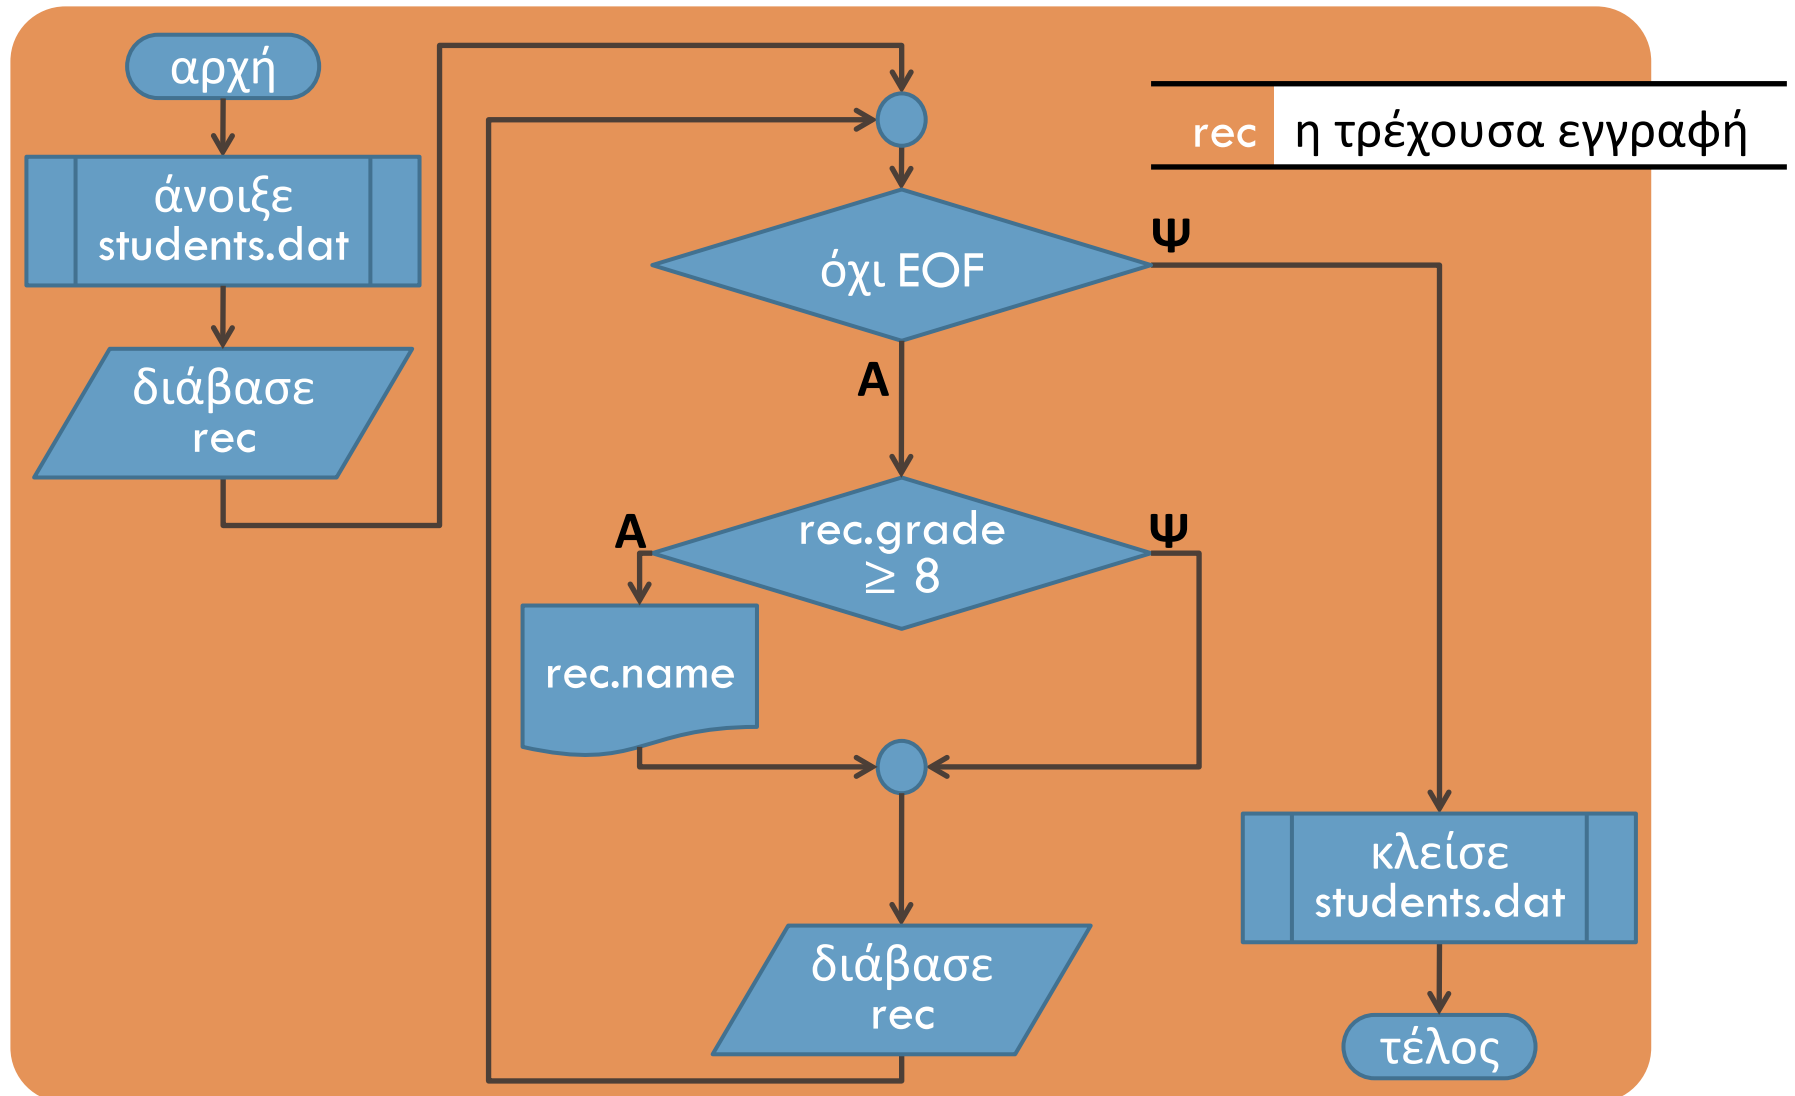 αρχή
άνοιξε
students.dat
διάβασε
rec
rec η τρέχουσα εγγραφή
όχι EOF
Ψ
Α
rec.grade
≥ 8
Α
Ψ
rec.name
διάβασε
rec
κλείσε
students.dat
τέλος